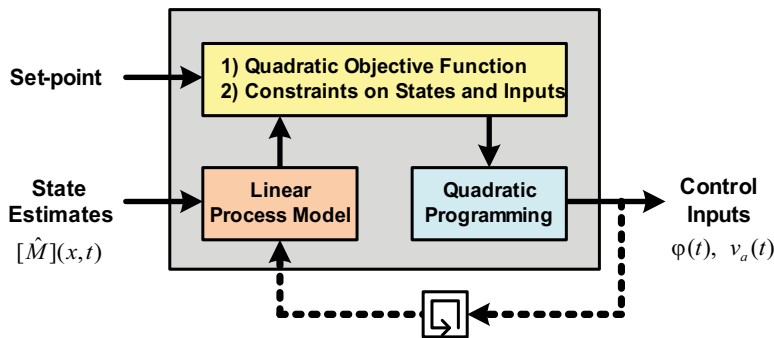 Set-point
1) Quadratic Objective Function
2) Constraints on States and Inputs
State
Estimates
[M̂](x,t)
Linear
Process Model
Quadratic
Programming
Control
Inputs
φ(t), v_a(t)